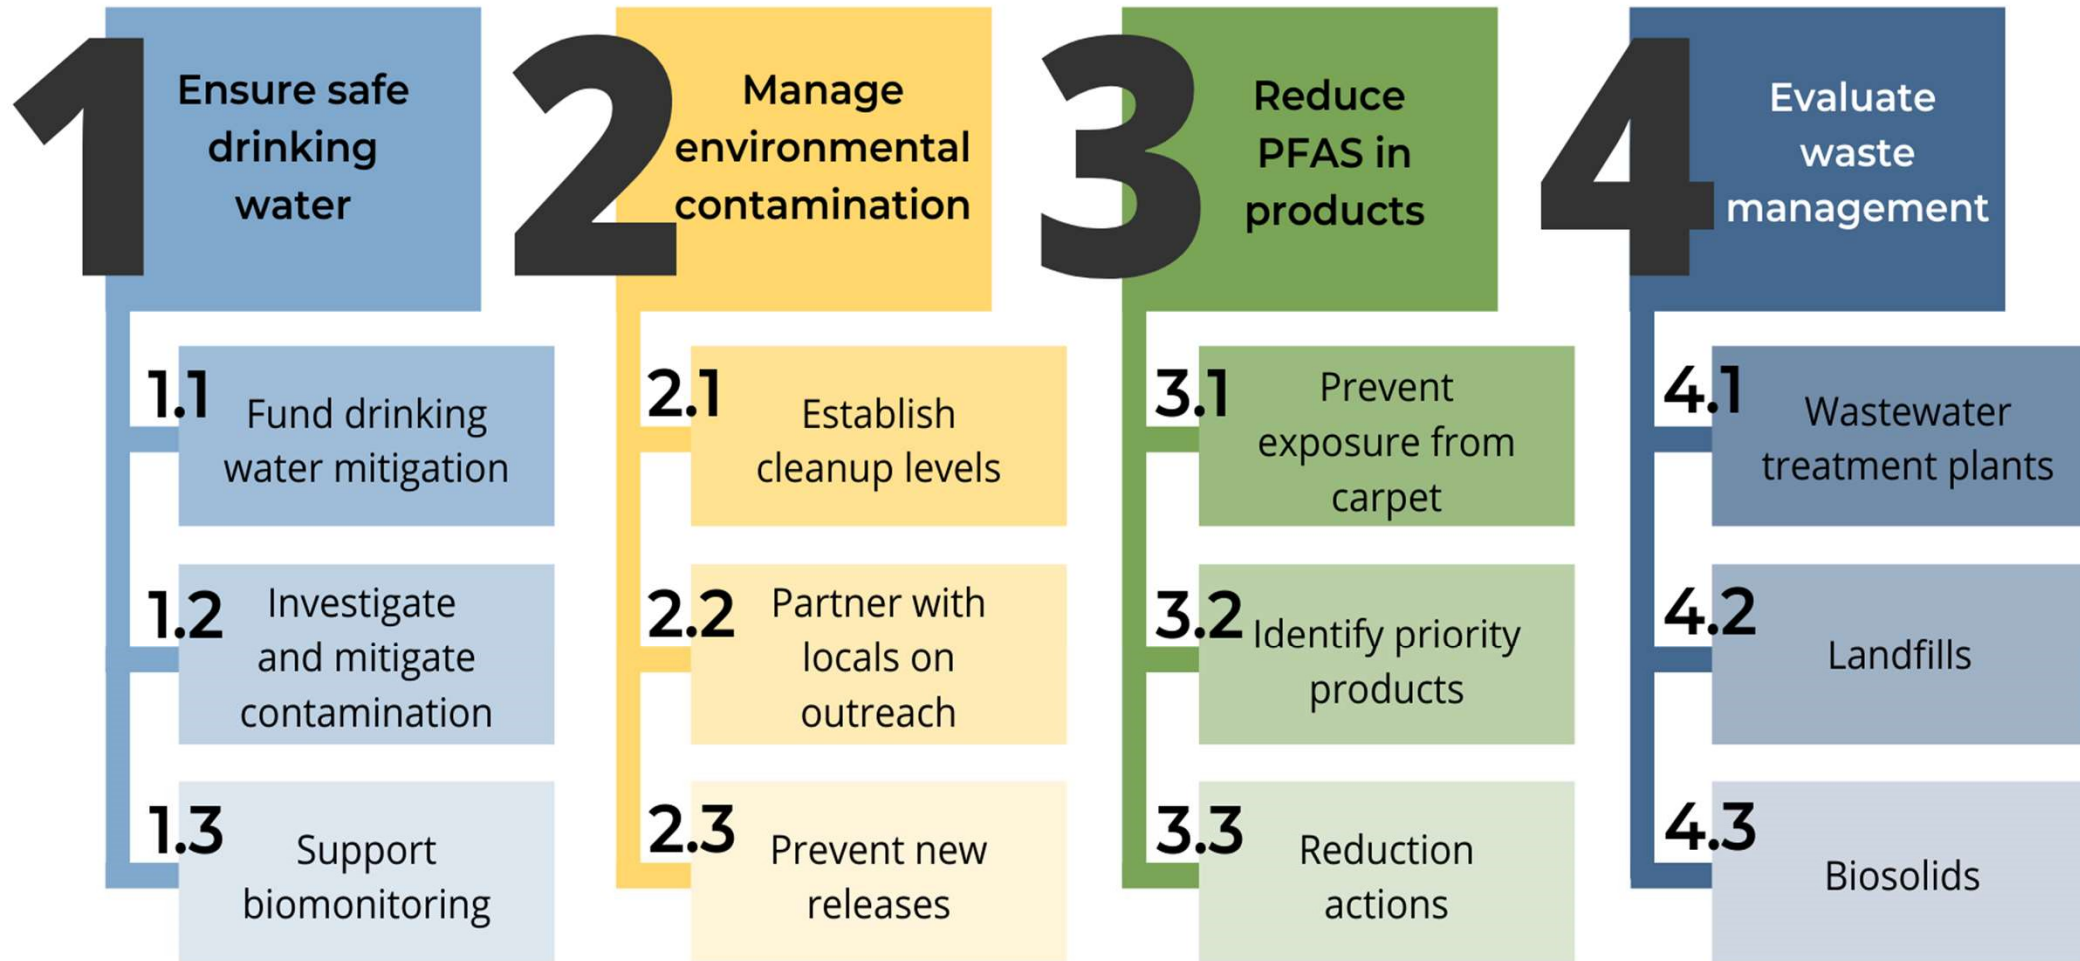 1
Ensure safe
drinking
water
1.1
Fund drinking
water mitigation
1.2
Investigate
and mitigate
contamination
1.3
Support
biomonitoring
2
Manage
environmental
contamination
2.1
Establish
cleanup levels
2.2
Partner with
locals on
outreach
2.3
Prevent new
releases
3
Reduce
PFAS in
products
3.1
Prevent
exposure from
carpet
3.2
Identify priority
products
3.3
Reduction
actions
4
Evaluate
waste
management
4.1
Wastewater
treatment plants
4.2
Landfills
4.3
Biosolids